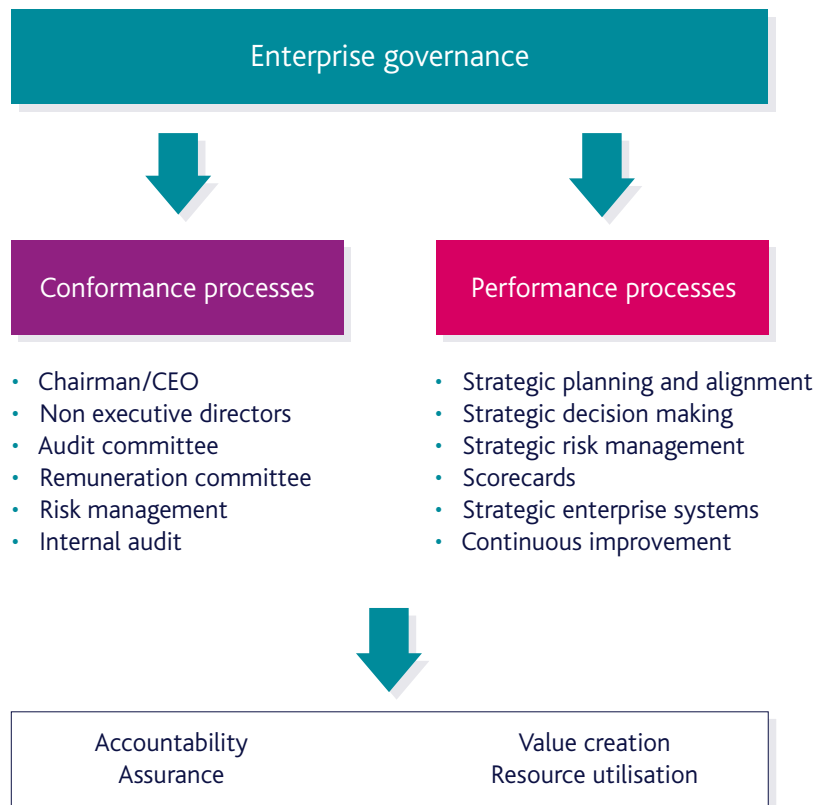 Enterprise governance
Conformance processes
Performance processes
• Chairman/CEO
• Non executive directors
• Audit committee
• Remuneration committee
• Risk management
• Internal audit
• Strategic planning and alignment
• Strategic decision making
• Strategic risk management
• Scorecards
• Strategic enterprise systems
• Continuous improvement
Accountability
Assurance
Value creation
Resource utilisation